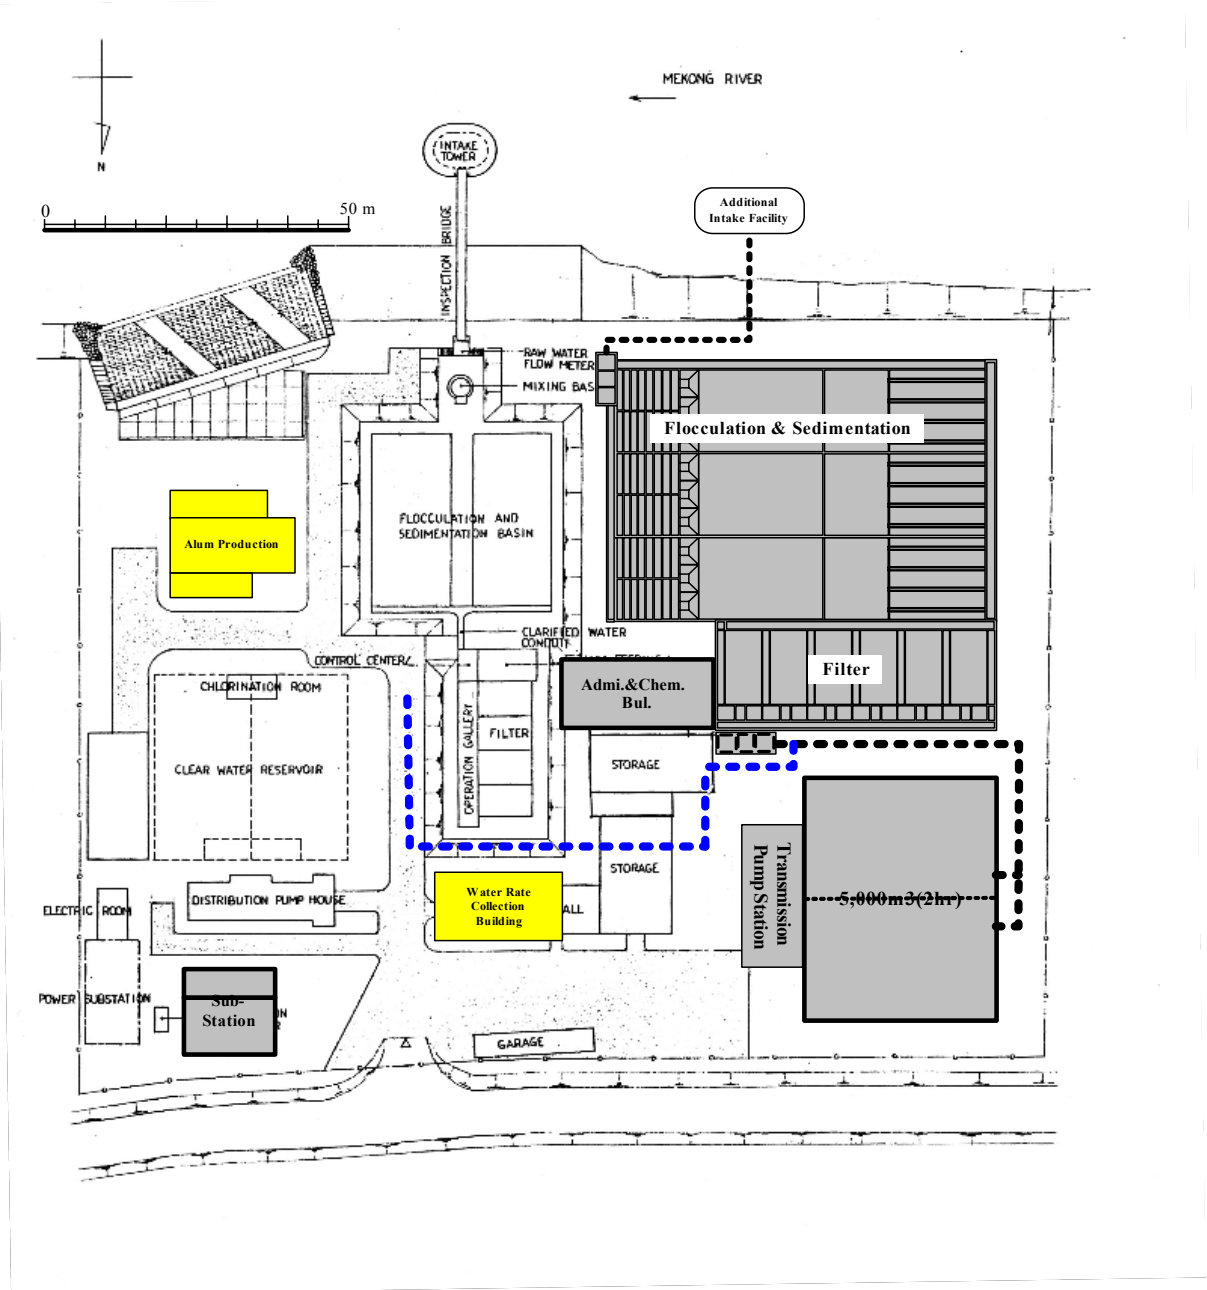 MEKONG RIVER
N
INTAKE
TOWER
0
50 m
INSPECTION BRIDGE
Additional
Intake Facility
RAW WATER
FLOW METER
MIXING BAS
Flocculation & Sedimentation
FLOCCULATION AND
SEDIMENTATION BASIN
Alum Production
CLARIFIED WATER
CONDUIT
CONTROL CENTER
Filter
Admi.&Chem.
Bul.
CHLORINATION ROOM
OPERATION GALLERY
FILTER
STORAGE
CLEAR WATER RESERVOIR
STORAGE
Transmission
Pump Station
5,000m3(2hr)
Water Rate
Collection
Building
ALL
DISTRIBUTION PUMP HOUSE
ELECTRIC ROOM
POWER SUBSTATION
Sub-
Station
GARAGE